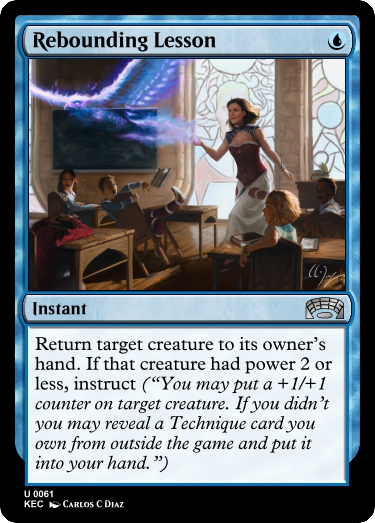 Rebounding Lesson
Instant
Return target creature to its owner's
hand. If that creature had power 2 or
less, instruct (“You may put a +1/+1
counter on target creature. If you didn't
you may reveal a Technique card you
own from outside the game and put it
into your hand.”)
U 0061
KEC CARLOS C DIAZ